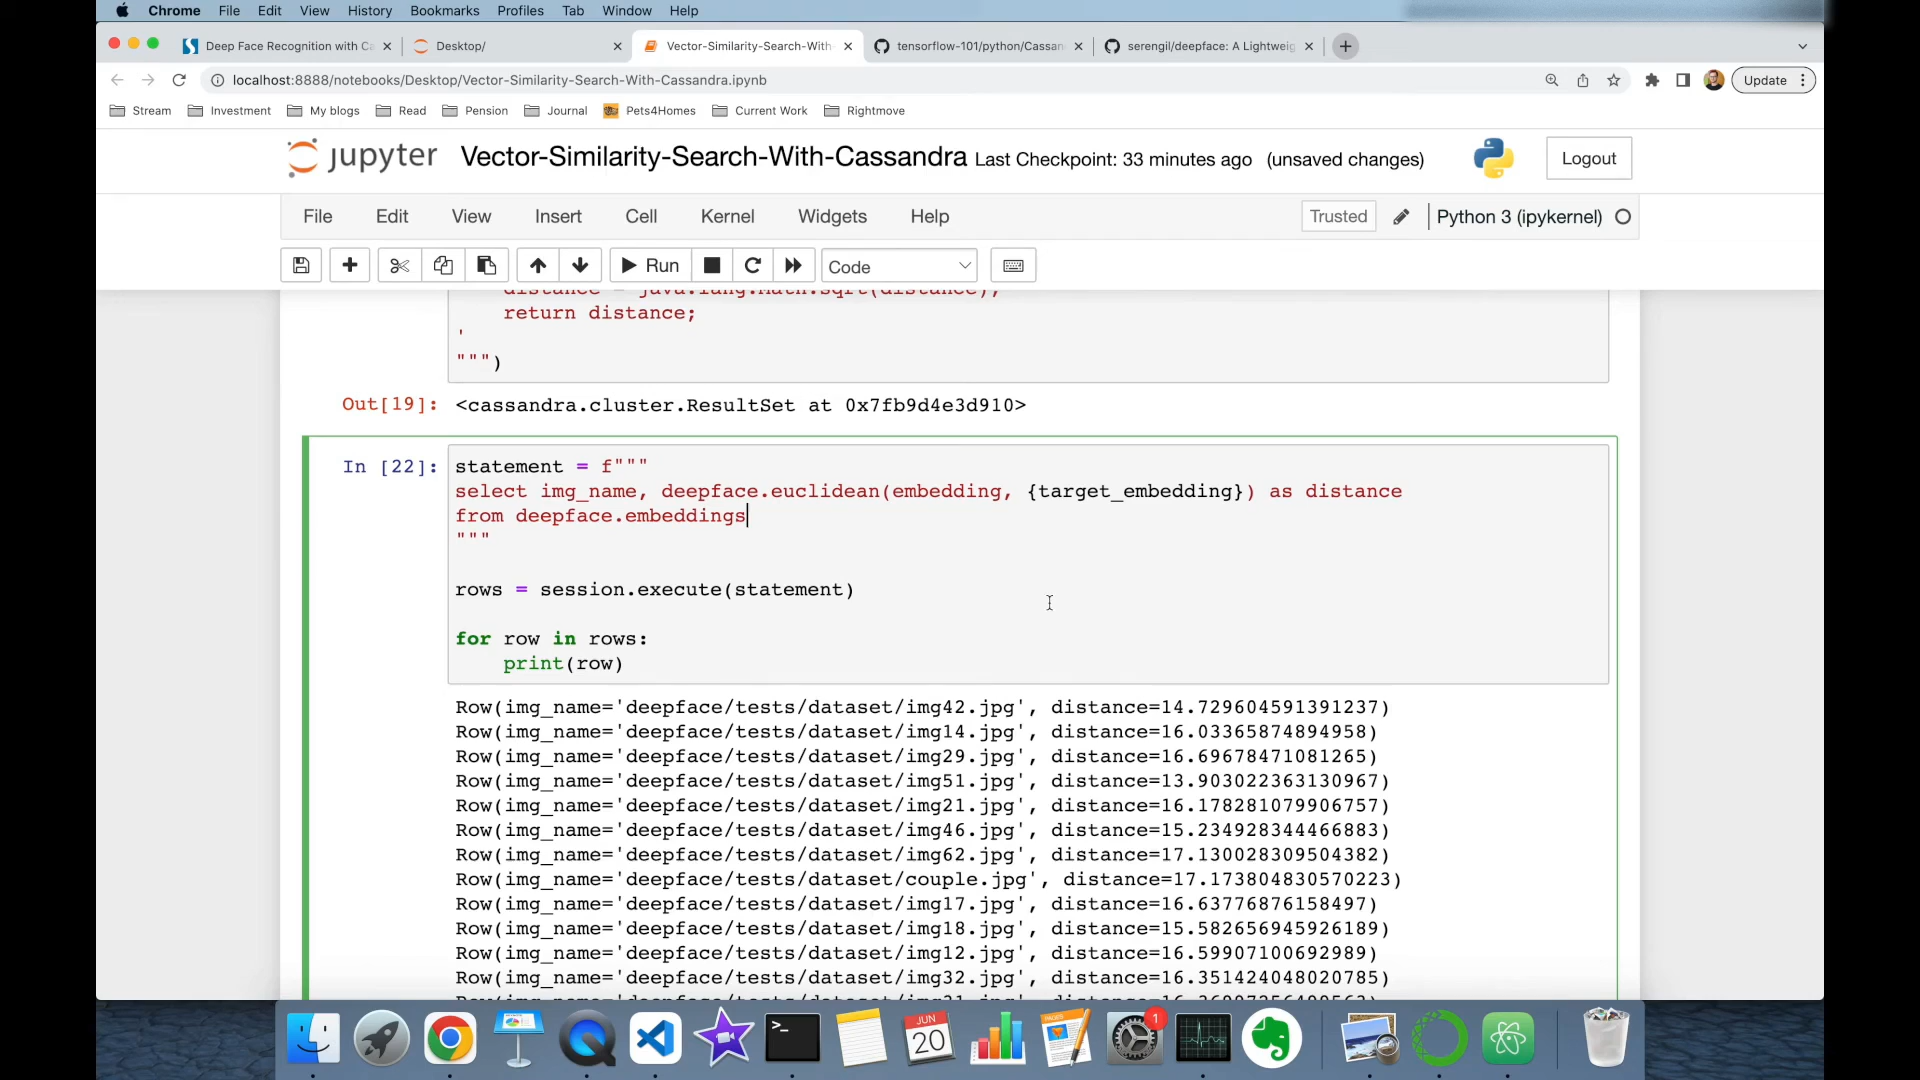 Chrome File Edit View History Bookmarks Profiles Tab Window Help
Deep Face Recognition with Ca Desktop/ Vector-Similarity-Search-With- tensorflow-101/python/Cassan serengil/deepface: A Lightweig
localhost:8888/notebooks/Desktop/Vector-Similarity-Search-With-Cassandra.ipynb Update
Stream Investment My blogs Read Pension Journal Pets4Homes Current Work Rightmove
jupyter Vector-Similarity-Search-With-Cassandra Last Checkpoint: 33 minutes ago (unsaved changes) Logout
File Edit View Insert Cell Kernel Widgets Help Trusted Python 3 (ipykernel)
Run Code
distance = java.lang.Math.sqrt(distance);
return distance;
'
""")
Out[19]: <cassandra.cluster.ResultSet at 0x7fb9d4e3d910>
In [22]: statement = f"""
select img_name, deepface.euclidean(embedding, {target_embedding}) as distance
from deepface.embeddings
"""
rows = session.execute(statement)
for row in rows:
print(row)
Row(img_name='deepface/tests/dataset/img42.jpg', distance=14.729604591391237)
Row(img_name='deepface/tests/dataset/img14.jpg', distance=16.03365874894958)
Row(img_name='deepface/tests/dataset/img29.jpg', distance=16.69678471081265)
Row(img_name='deepface/tests/dataset/img51.jpg', distance=13.903022363130967)
Row(img_name='deepface/tests/dataset/img21.jpg', distance=16.178281079906757)
Row(img_name='deepface/tests/dataset/img46.jpg', distance=15.234928344466883)
Row(img_name='deepface/tests/dataset/img62.jpg', distance=17.130028309504382)
Row(img_name='deepface/tests/dataset/couple.jpg', distance=17.173804830570223)
Row(img_name='deepface/tests/dataset/img17.jpg', distance=16.63776876158497)
Row(img_name='deepface/tests/dataset/img18.jpg', distance=15.582656945926189)
Row(img_name='deepface/tests/dataset/img12.jpg', distance=16.59907100692989)
Row(img_name='deepface/tests/dataset/img32.jpg', distance=16.351424048020785)
JUN
20
PAGES
1